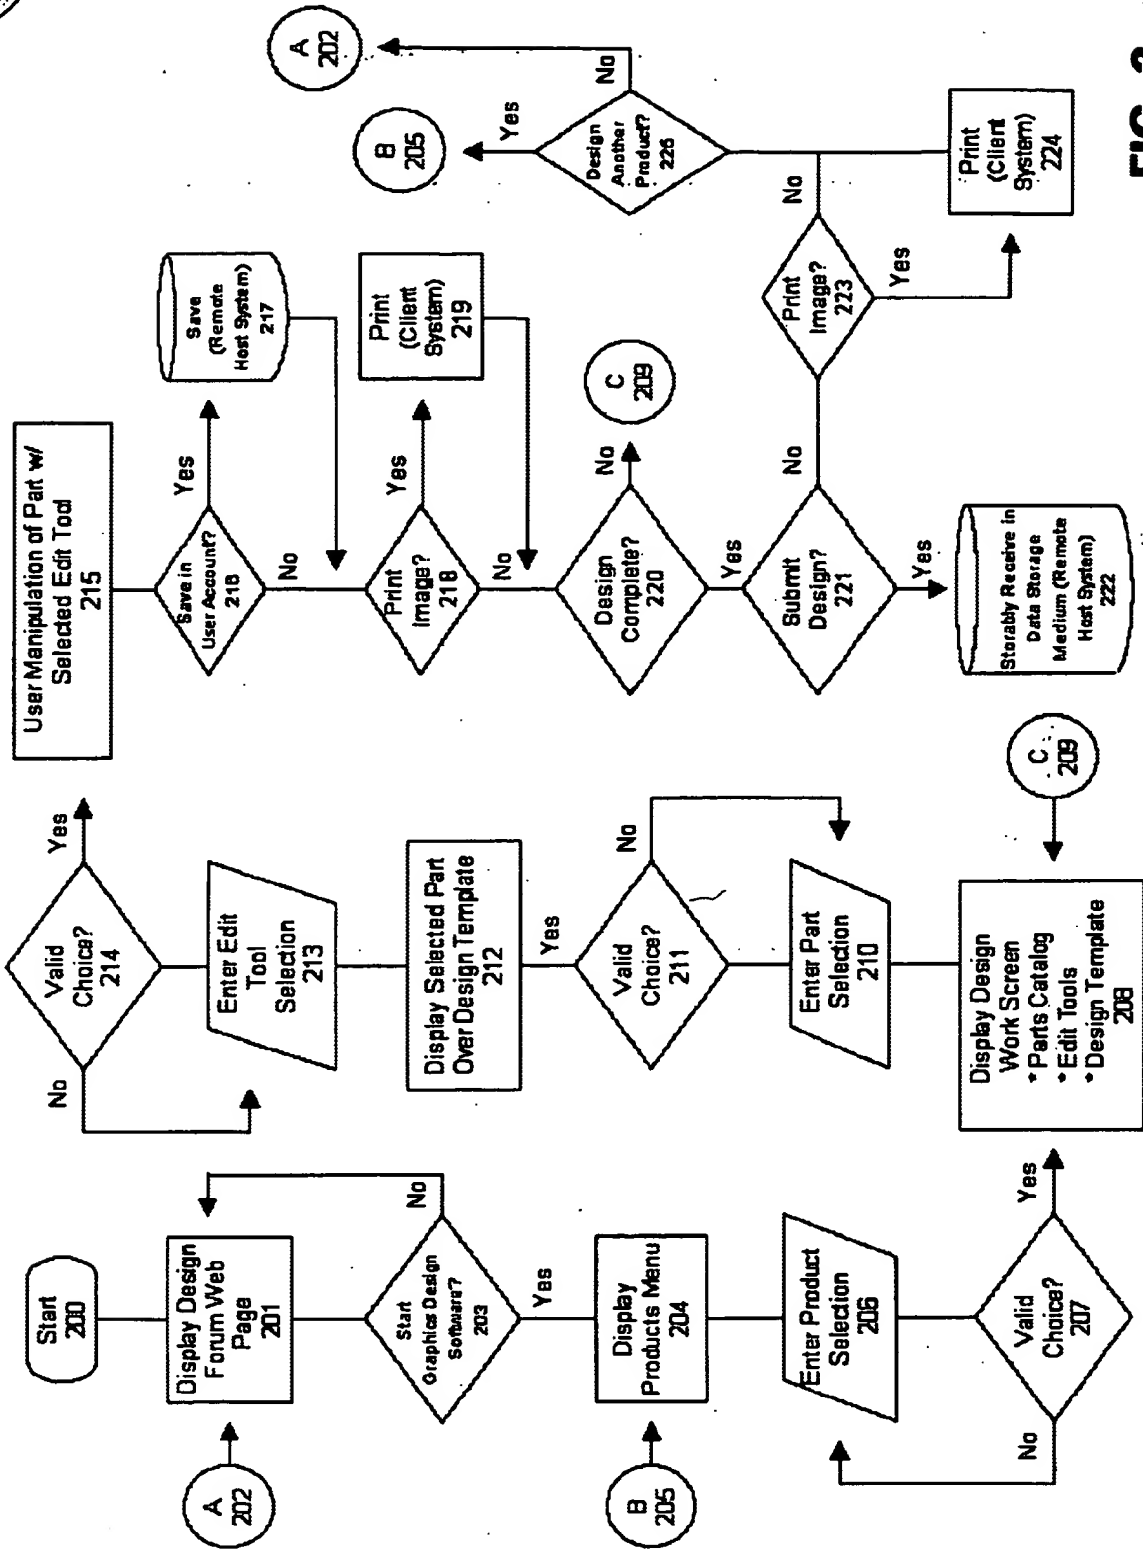 Start
200
Display Design
Forum Web
Page
201
A
202
Start
Graphics Design
Software?
203
No
Yes
Display
Products Menu
204
B
205
Enter Product
Selection
206
Valid
Choice?
207
No
Yes
Display Design
Work Screen
* Parts Catalog
* Edit Tools
* Design Template
208
C
209
Enter Part
Selection
210
Valid
Choice?
211
No
Yes
Display Selected Part
Over Design Template
212
Enter Edit
Tool
Selection
213
Valid
Choice?
214
No
Yes
User Manipulation of Part w/
Selected Edit Tool
215
Save in
User Account?
216
Yes
No
Save
(Remote
Host System)
217
Print
Image?
218
Yes
No
Print
(Client
System)
219
Design
Complete?
220
No
Yes
C
209
Submit
Design?
221
No
Yes
Storably Receive in
Data Storage
Medium (Remote
Host System)
222
Print
Image?
223
No
Yes
Print
(Client
System)
224
Design
Another
Product?
226
Yes
No
B
205
A
202